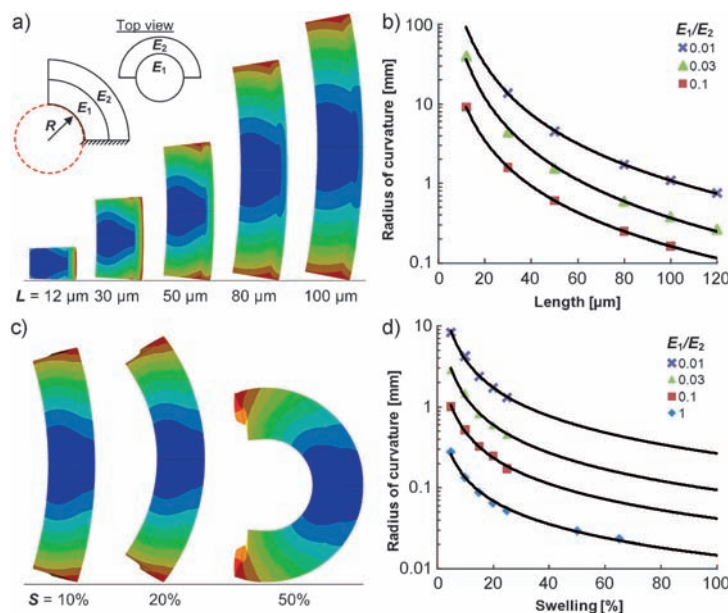 a)
Top view
E₂
E₁
E₂
E₁
R
L = 12 µm 30 µm 50 µm 80 µm 100 µm
b)
Radius of curvature [mm]
100
10
1
0.1
0 20 40 60 80 100 120
Length [µm]
E₁/E₂
0.01
0.03
0.1
c)
S = 10% 20% 50%
d)
Radius of curvature [mm]
10
1
0.1
0.01
0 20 40 60 80 100
Swelling [%]
E₁/E₂
0.01
0.03
0.1
1